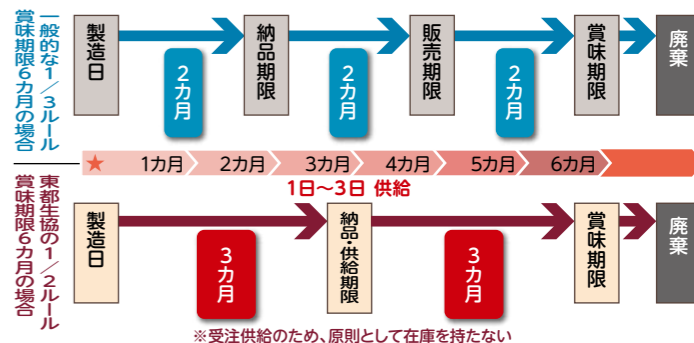 一般的な1/3ルール
賞味期限6カ月の場合
製造日
2カ月
納品期限
2カ月
販売期限
2カ月
賞味期限
廃棄
★ 1カ月 2カ月 3カ月 4カ月 5カ月 6カ月
1日〜3日 供給
東都生協の1/2ルール
賞味期限6カ月の場合
製造日
3カ月
納品・供給期限
3カ月
賞味期限
廃棄
※受注供給のため、原則として在庫を持たない